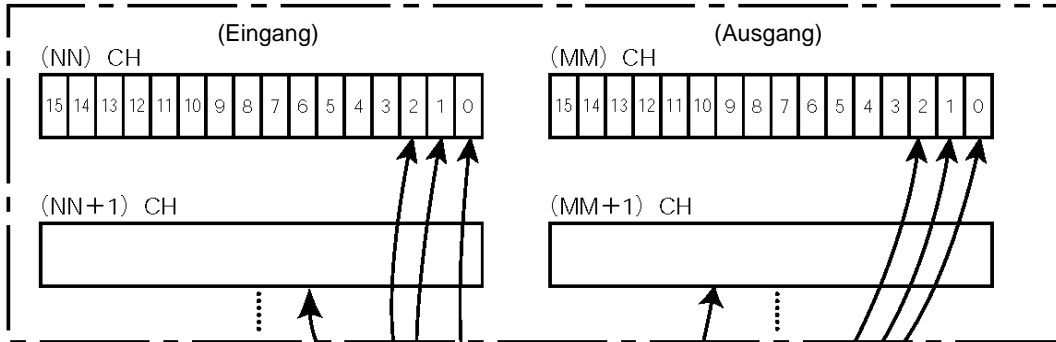 (Eingang) (Ausgang)
(NN) CH (MM) CH
15 14 13 12 11 10 9 8 7 6 5 4 3 2 1 0 15 14 13 12 11 10 9 8 7 6 5 4 3 2 1 0
(NN+1) CH (MM+1) CH